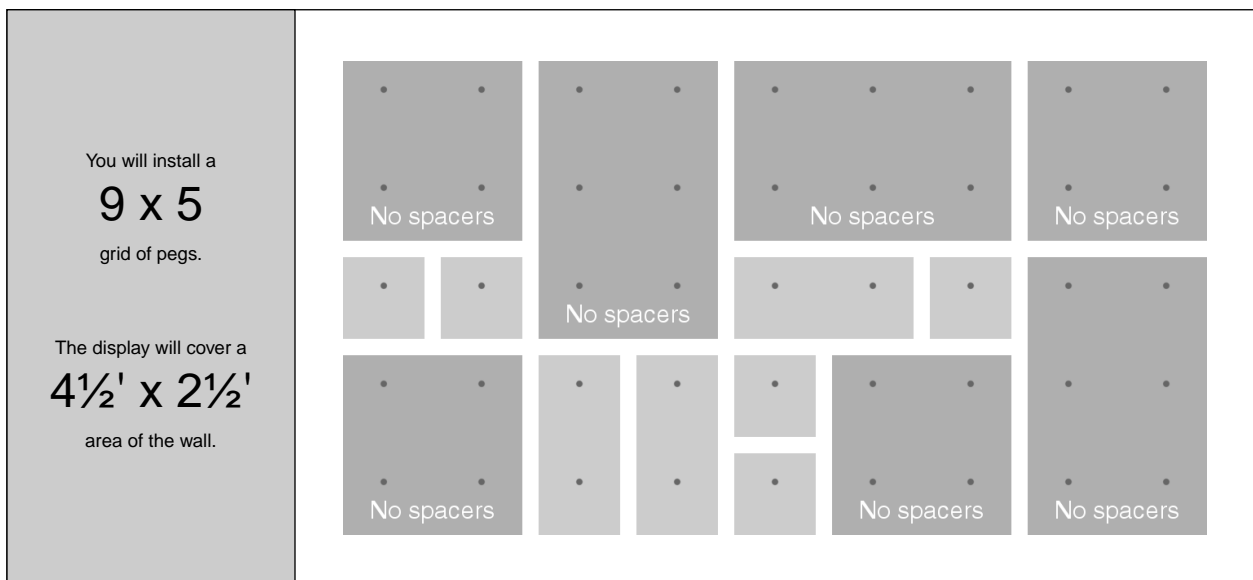 You will install a
9 x 5
grid of pegs.
The display will cover a
4½' x 2½'
area of the wall.
No spacers
No spacers
No spacers
No spacers
No spacers
No spacers
No spacers